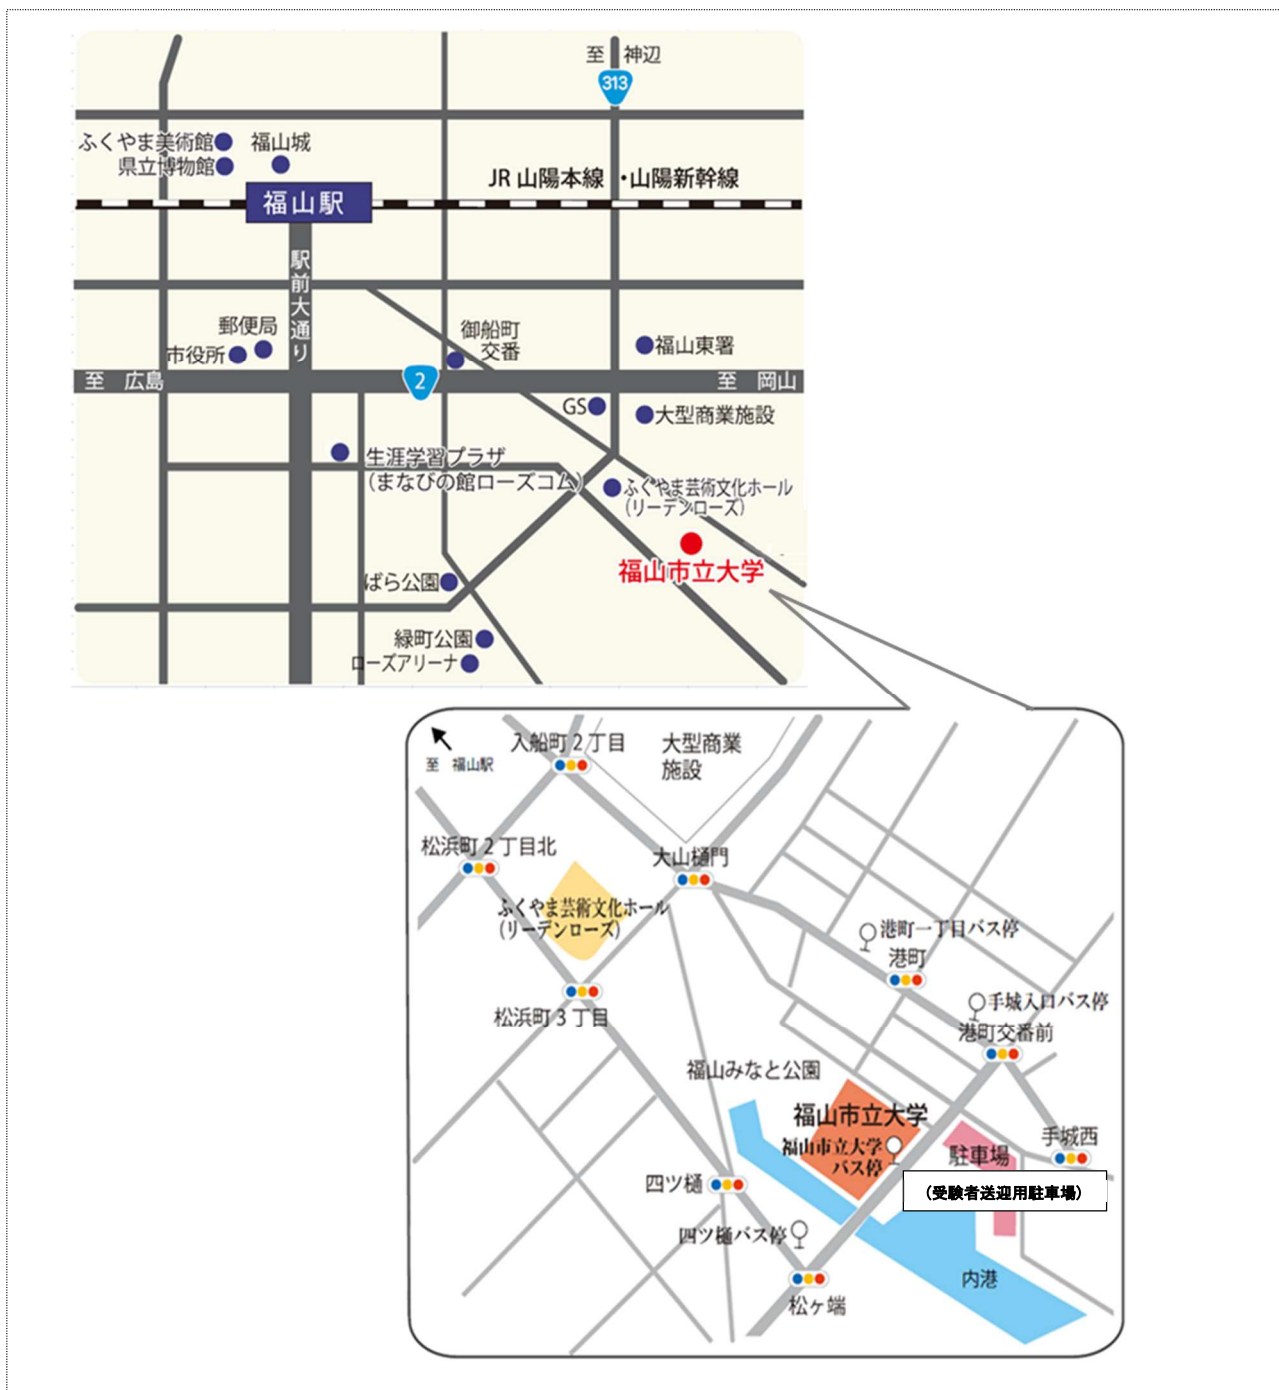 至 神辺
313
ふくやま美術館
福山城
県立博物館
JR 山陽本線 ・山陽新幹線
福山駅
駅前大通り
郵便局
市役所
御船町
交番
福山東署
至 広島
2
至 岡山
GS
大型商業施設
生涯学習プラザ
(まなびの館ローズコム)
ふくやま芸術文化ホール
(リーデンローズ)
福山市立大学
ばら公園
緑町公園
ローズアリーナ
至 福山駅
入船町2丁目
大型商業
施設
松浜町2丁目北
大山樋門
ふくやま芸術文化ホール
(リーデンローズ)
港町一丁目バス停
港町
手城入口バス停
松浜町3丁目
港町交番前
福山みなと公園
福山市立大学
福山市立大学
バス停
駐車場
手城西
四ツ樋
(受験者送迎用駐車場)
四ツ樋バス停
内港
松ヶ端